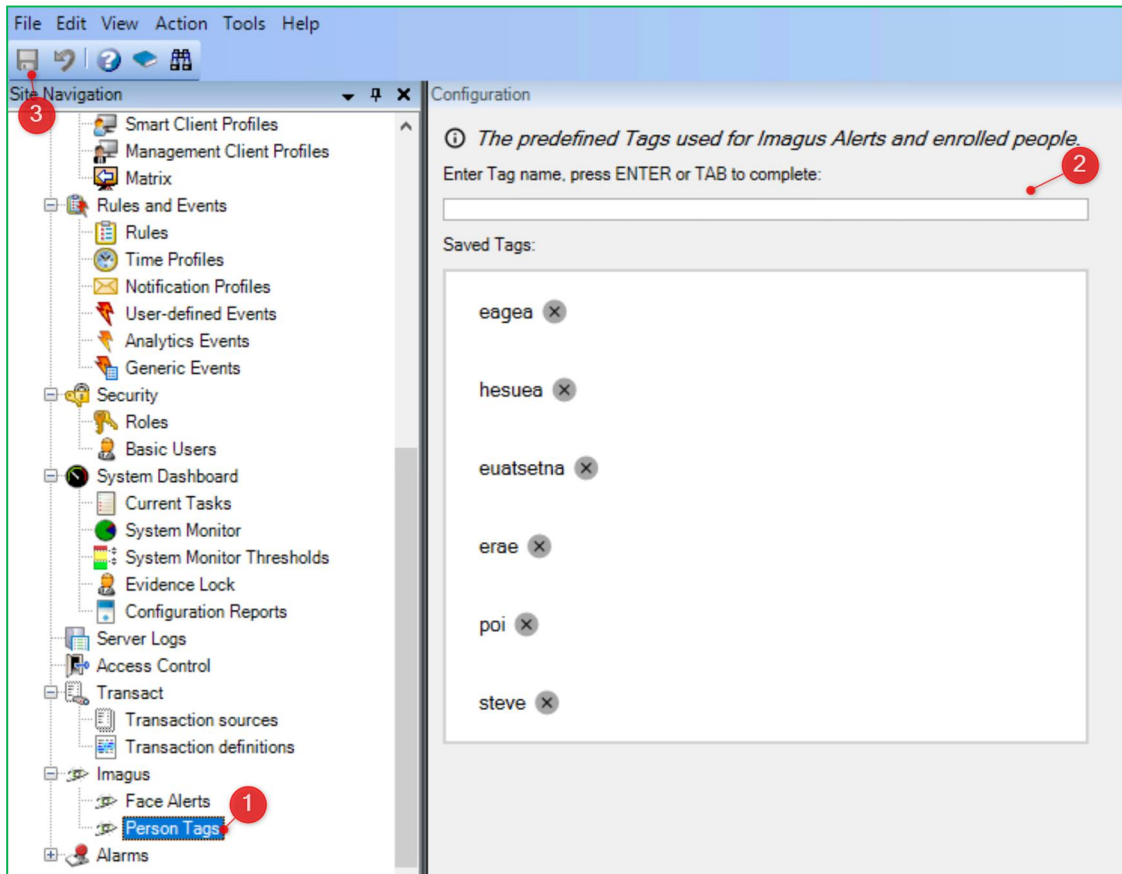 File Edit View Action Tools Help
Site Navigation
3
Smart Client Profiles
Management Client Profiles
Matrix
Rules and Events
Rules
Time Profiles
Notification Profiles
User-defined Events
Analytics Events
Generic Events
Security
Roles
Basic Users
System Dashboard
Current Tasks
System Monitor
System Monitor Thresholds
Evidence Lock
Configuration Reports
Server Logs
Access Control
Transact
Transaction sources
Transaction definitions
Imagus
Face Alerts
1
Person Tags
Alarms
Configuration
The predefined Tags used for Imagus Alerts and enrolled people.
Enter Tag name, press ENTER or TAB to complete:
2
Saved Tags:
eagea
hesuea
euatsetna
erae
poi
steve